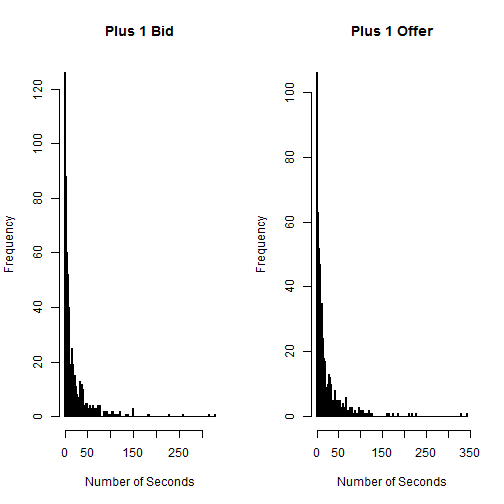 Plus 1 Bid
Frequency
0 20 40 60 80 100 120
0 50 150 250
Number of Seconds
Plus 1 Offer
Frequency
0 20 40 60 80 100
0 50 150 250 350
Number of Seconds